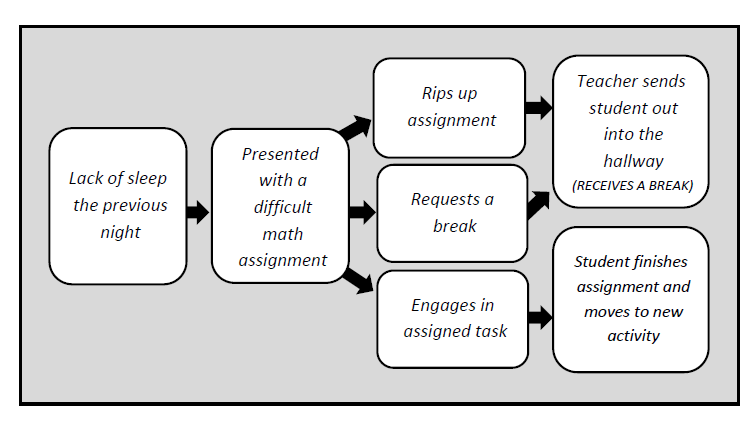 Lack of sleep
the previous
night
Presented
with a
difficult
math
assignment
Rips up
assignment
Requests a
break
Engages in
assigned task
Teacher sends
student out
into the
hallway
(RECEIVES A BREAK)
Student finishes
assignment and
moves to new
activity